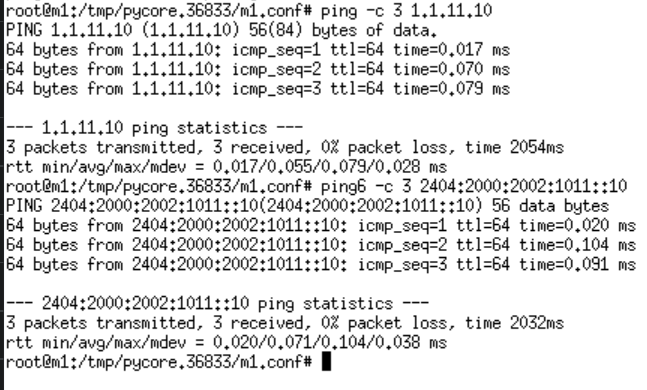 root@m1:/tmp/pycore.36833/m1.conf# ping -c 3 1.1.11.10
PING 1.1.11.10 (1.1.11.10) 56(84) bytes of data.
64 bytes from 1.1.11.10: icmp_seq=1 ttl=64 time=0.017 ms
64 bytes from 1.1.11.10: icmp_seq=2 ttl=64 time=0.070 ms
64 bytes from 1.1.11.10: icmp_seq=3 ttl=64 time=0.079 ms

--- 1.1.11.10 ping statistics ---
3 packets transmitted, 3 received, 0% packet loss, time 2054ms
rtt min/avg/max/mdev = 0.017/0.055/0.079/0.028 ms
root@m1:/tmp/pycore.36833/m1.conf# ping6 -c 3 2404:2000:2002:1011::10
PING 2404:2000:2002:1011::10(2404:2000:2002:1011::10) 56 data bytes
64 bytes from 2404:2000:2002:1011::10: icmp_seq=1 ttl=64 time=0.020 ms
64 bytes from 2404:2000:2002:1011::10: icmp_seq=2 ttl=64 time=0.104 ms
64 bytes from 2404:2000:2002:1011::10: icmp_seq=3 ttl=64 time=0.091 ms

--- 2404:2000:2002:1011::10 ping statistics ---
3 packets transmitted, 3 received, 0% packet loss, time 2032ms
rtt min/avg/max/mdev = 0.020/0.071/0.104/0.038 ms
root@m1:/tmp/pycore.36833/m1.conf#